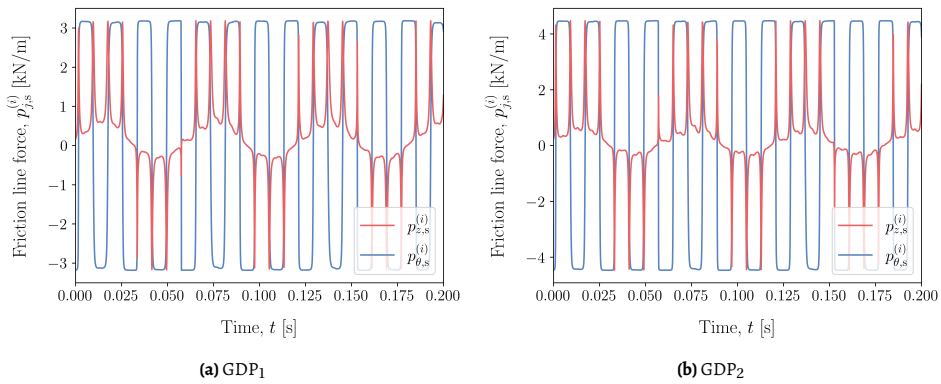 Friction line force, p_{j,s}^{(i)} [kN/m]
3
2
1
0
−1
−2
−3
p_{z,s}^{(i)}
p_{θ,s}^{(i)}
0.000 0.025 0.050 0.075 0.100 0.125 0.150 0.175 0.200
Time, t [s]
(a) GDP₁
Friction line force, p_{j,s}^{(i)} [kN/m]
4
2
0
−2
−4
p_{z,s}^{(i)}
p_{θ,s}^{(i)}
0.000 0.025 0.050 0.075 0.100 0.125 0.150 0.175 0.200
Time, t [s]
(b) GDP₂